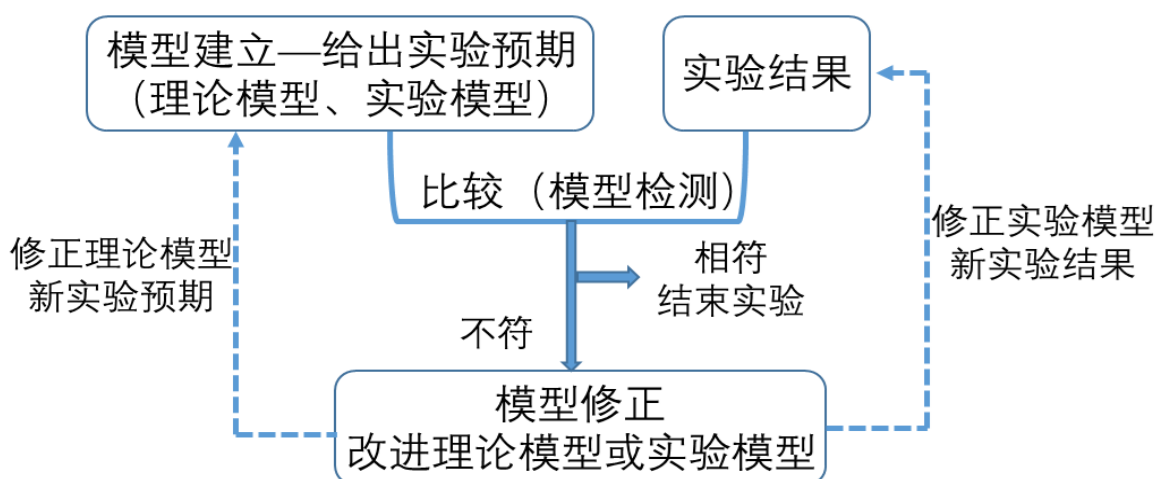 模型建立—给出实验预期
（理论模型、实验模型）
实验结果
比较（模型检测）
修正理论模型
新实验预期
相符
结束实验
修正实验模型
新实验结果
不符
模型修正
改进理论模型或实验模型